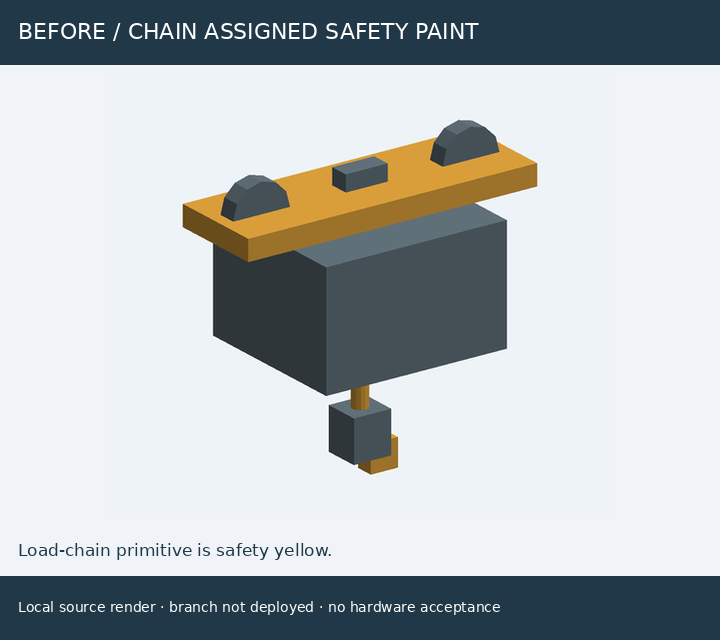 BEFORE / CHAIN ASSIGNED SAFETY PAINT
Load-chain primitive is safety yellow.
Local source render · branch not deployed · no hardware acceptance